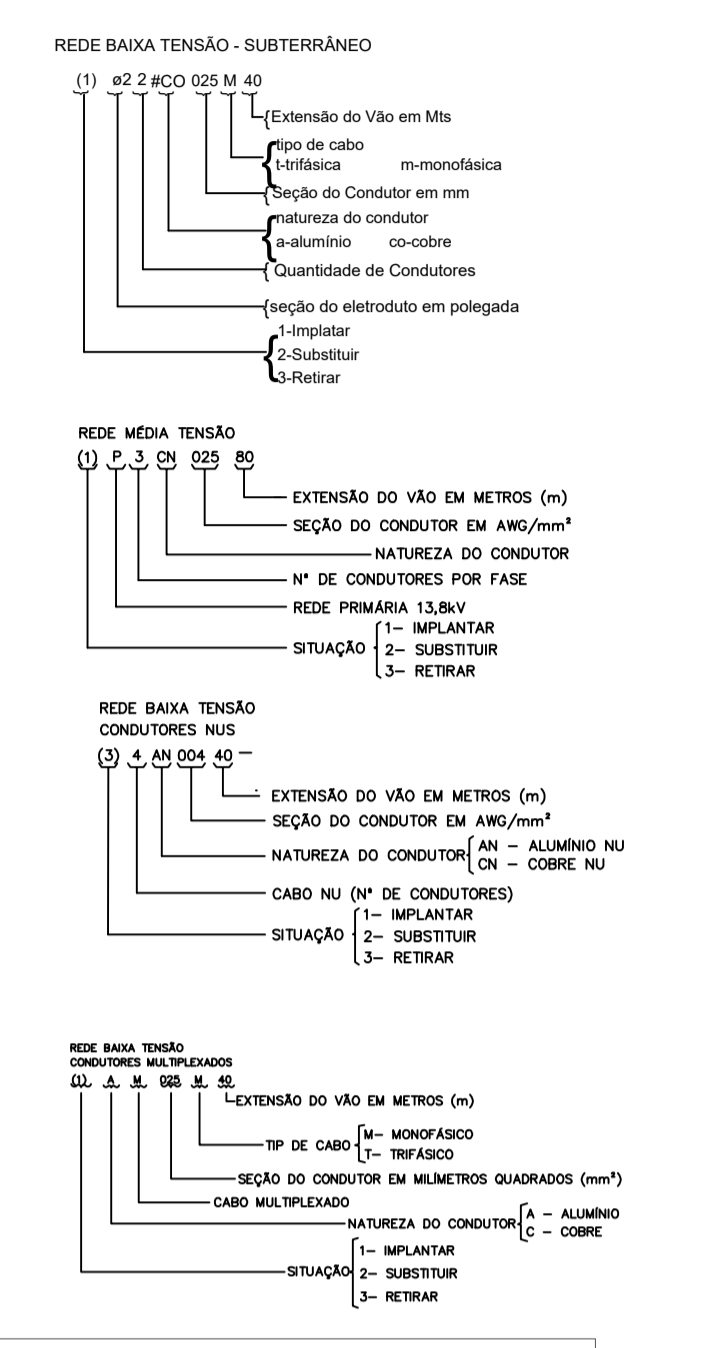 REDE BAIXA TENSÃO - SUBTERRÂNEO
(1) ø2 2 #CO 025 M 40
{Extensão do Vão em Mts
tipo de cabo
t-trifásica m-monofásica
{Seção do Condutor em mm
natureza do condutor
a-alumínio co-cobre
{ Quantidade de Condutores
{seção do eletroduto em polegada
1-Implatar
2-Substituir
3-Retirar
REDE MÉDIA TENSÃO
(1) P 3 CN 025 80
EXTENSÃO DO VÃO EM METROS (m)
SEÇÃO DO CONDUTOR EM AWG/mm²
NATUREZA DO CONDUTOR
N° DE CONDUTORES POR FASE
REDE PRIMÁRIA 13,8kV
SITUAÇÃO
1– IMPLANTAR
2– SUBSTITUIR
3– RETIRAR
REDE BAIXA TENSÃO
CONDUTORES NUS
(3) 4 AN 004 40 –
EXTENSÃO DO VÃO EM METROS (m)
SEÇÃO DO CONDUTOR EM AWG/mm²
NATUREZA DO CONDUTOR
AN – ALUMÍNIO NU
CN – COBRE NU
CABO NU (N° DE CONDUTORES)
SITUAÇÃO
1– IMPLANTAR
2– SUBSTITUIR
3– RETIRAR
REDE BAIXA TENSÃO
CONDUTORES MULTIPLEXADOS
(1) A M 025 M 40
EXTENSÃO DO VÃO EM METROS (m)
TIP DE CABO
M– MONOFÁSICO
T– TRIFÁSICO
SEÇÃO DO CONDUTOR EM MILÍMETROS QUADRADOS (mm²)
CABO MULTIPLEXADO
NATUREZA DO CONDUTOR
A – ALUMÍNIO
C – COBRE
SITUAÇÃO
1– IMPLANTAR
2– SUBSTITUIR
3– RETIRAR